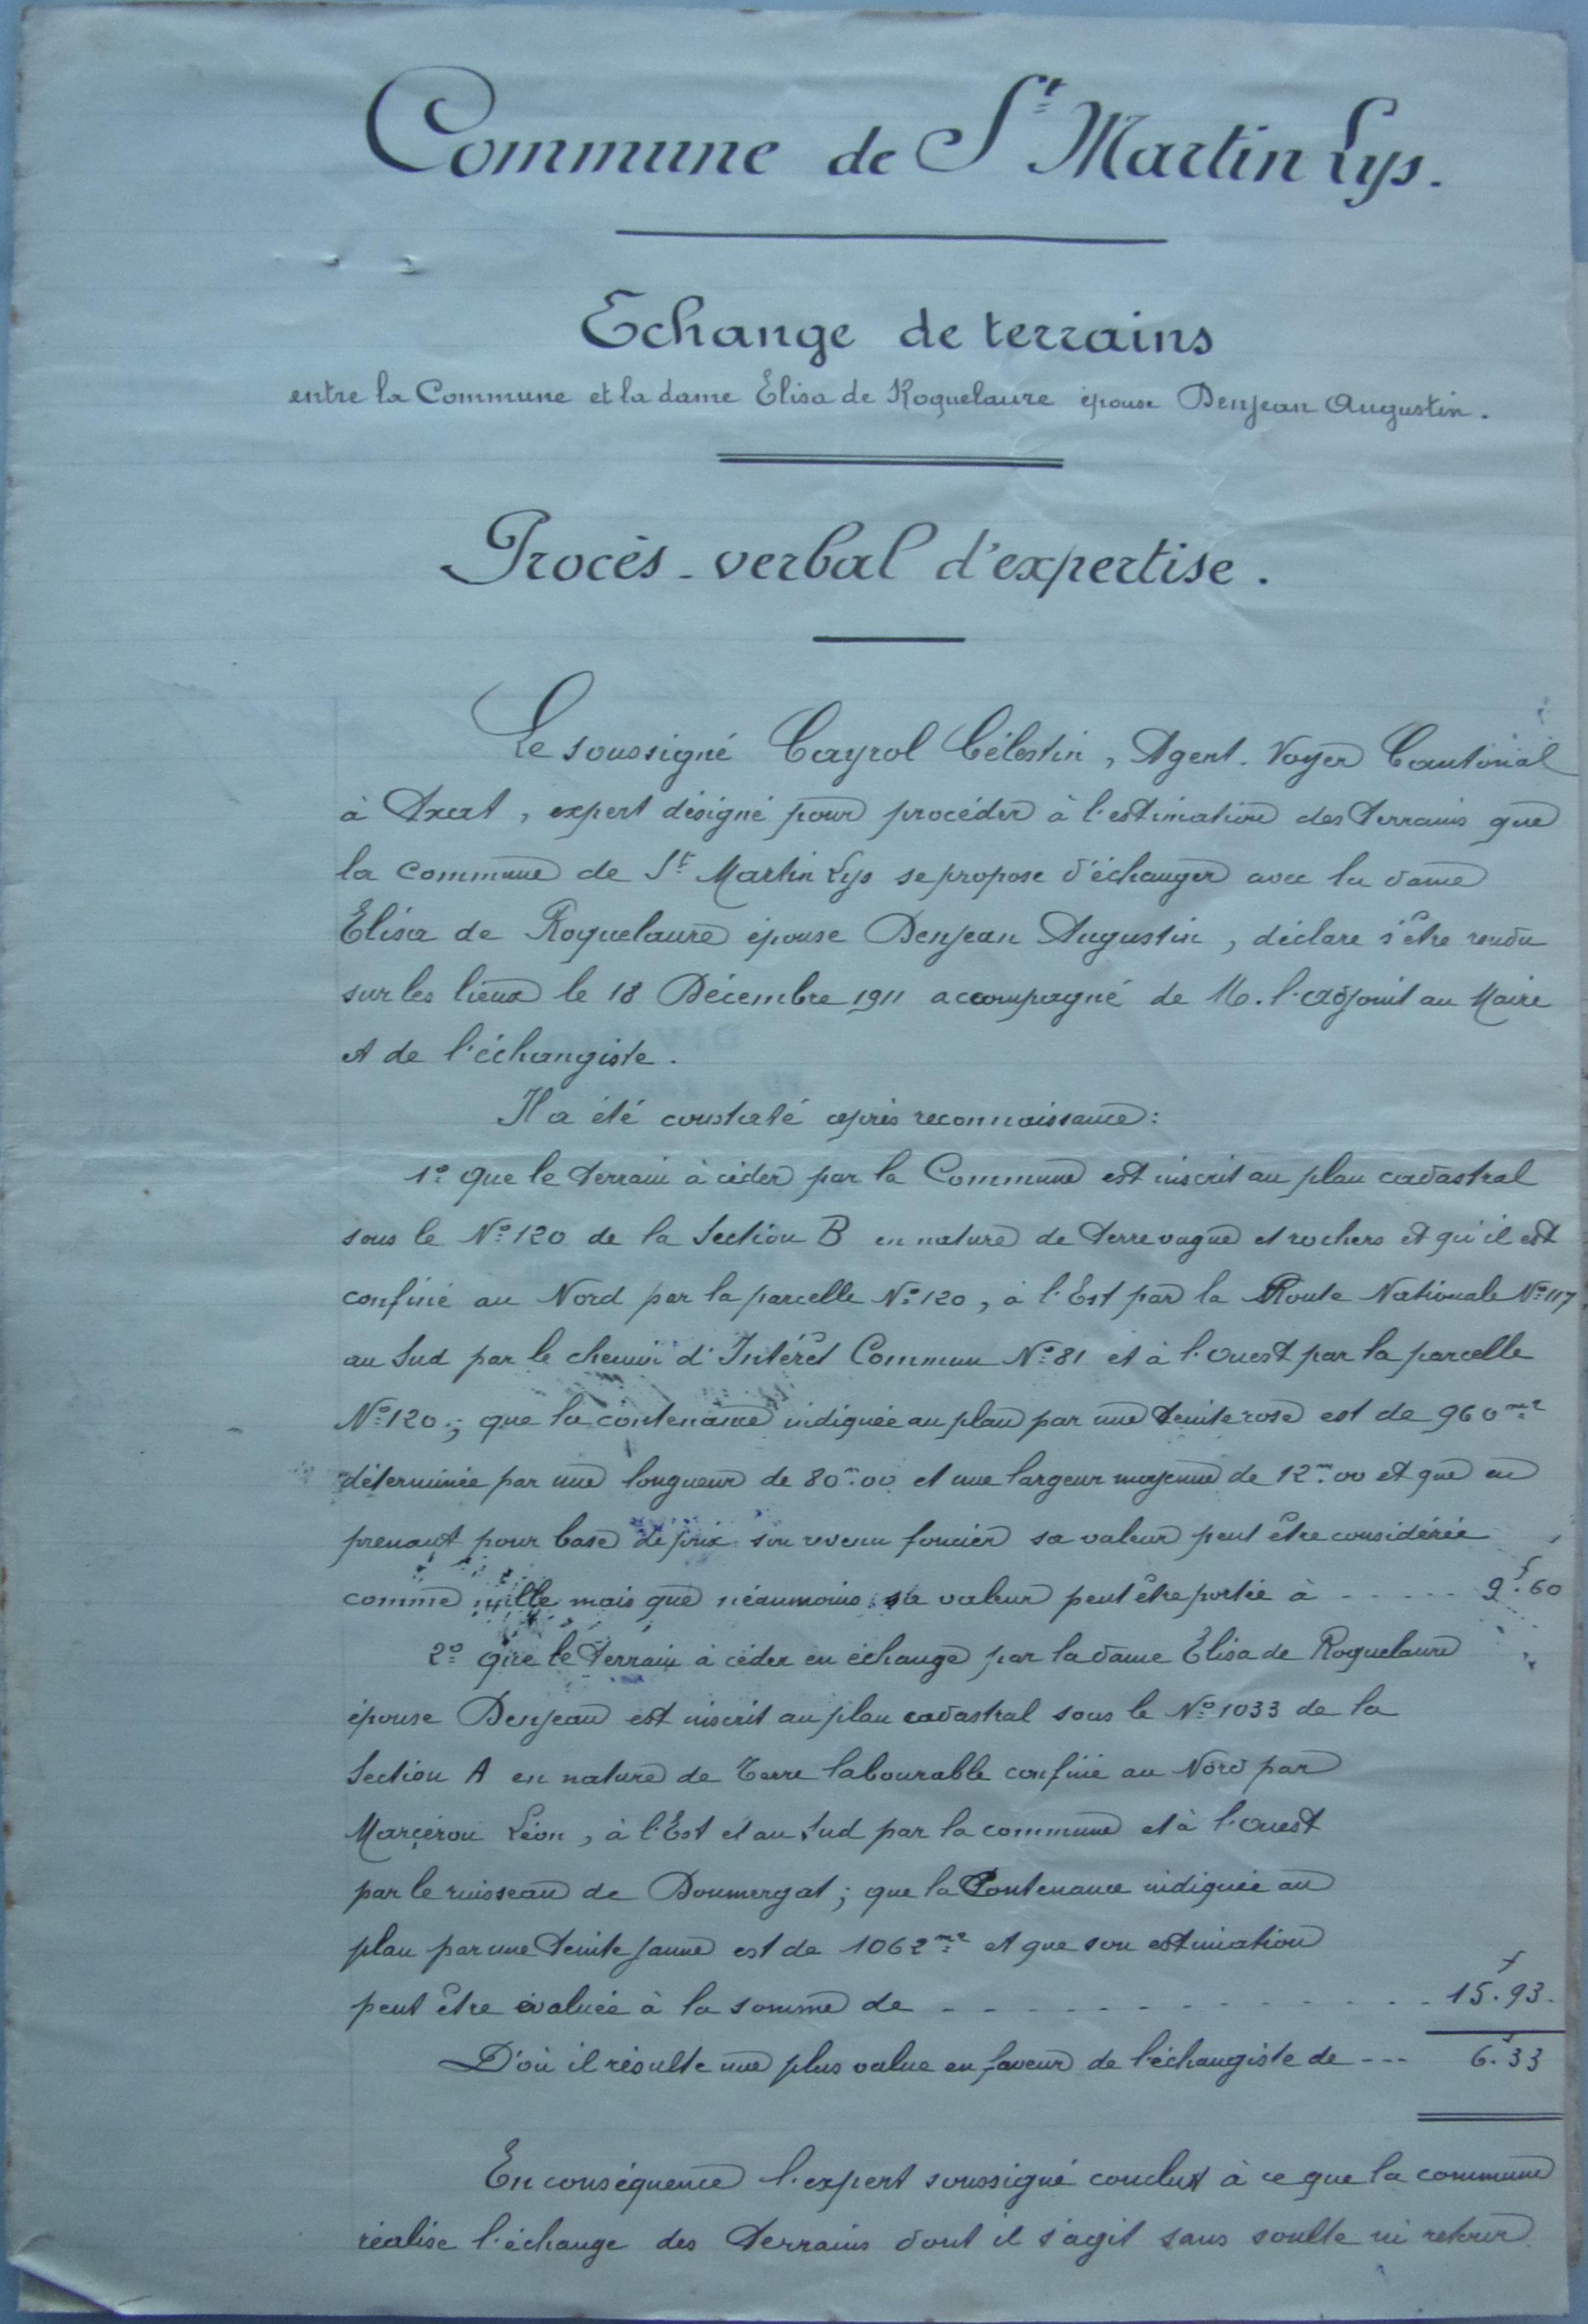 Commune de St Martin Lys.
Echange de terrains
entre la Commune et la dame Elisa de Roquelaure épouse Denjean Augustin.
Procès-verbal d'expertise.
Le soussigné Cayrol Célestin, Agent-Voyer Cantonal
à Axat, expert désigné pour procéder à l'estimation des terrains que
la commune de St Martin Lys se propose d'échanger avec la dame
Elisa de Roquelaure épouse Denjean Augustin, déclare s'être rendu
sur les lieux le 18 Décembre 1911 accompagné de M. l'adjoint au Maire
et de l'échangiste.
Il a été constaté après reconnaissance:
1º que le terrain à céder par la Commune est inscrit au plan cadastral
sous le Nº 120 de la Section B en nature de terre vague et rochers et qu'il est
confiné au Nord par la parcelle Nº 120, à l'Est par la Route Nationale Nº 117
au Sud par le chemin d'Intérêt Commun Nº 81 et à l'ouest par la parcelle
Nº 120; que la contenance indiquée au plan par une teinte rose est de 960 m2
déterminée par une longueur de 80m.00 et une largeur moyenne de 12m.00 et que en
prenant pour base de prix son revenu foncier sa valeur peut être considérée
comme nulle mais que néanmoins sa valeur peut être portée à ----- 9f.60
2º que le terrain à céder en échange par la dame Elisa de Roquelaure
épouse Denjean est inscrit au plan cadastral sous le Nº 1033 de la
Section A en nature de Terre labourable confiné au Nord par
Marcérou Léon, à l'Est et au Sud par la commune et à l'ouest
par le ruisseau de Doumergat; que la Contenance indiquée au
plan par une teinte jaune est de 1062 m2 et que son estimation
peut être évaluée à la somme de ------------- 15f.93.
D'où il résulte une plus value en faveur de l'échangiste de --- 6f.33
En conséquence l'expert soussigné conclut à ce que la commune
réalise l'échange des terrains dont il s'agit sans soulte ni retour